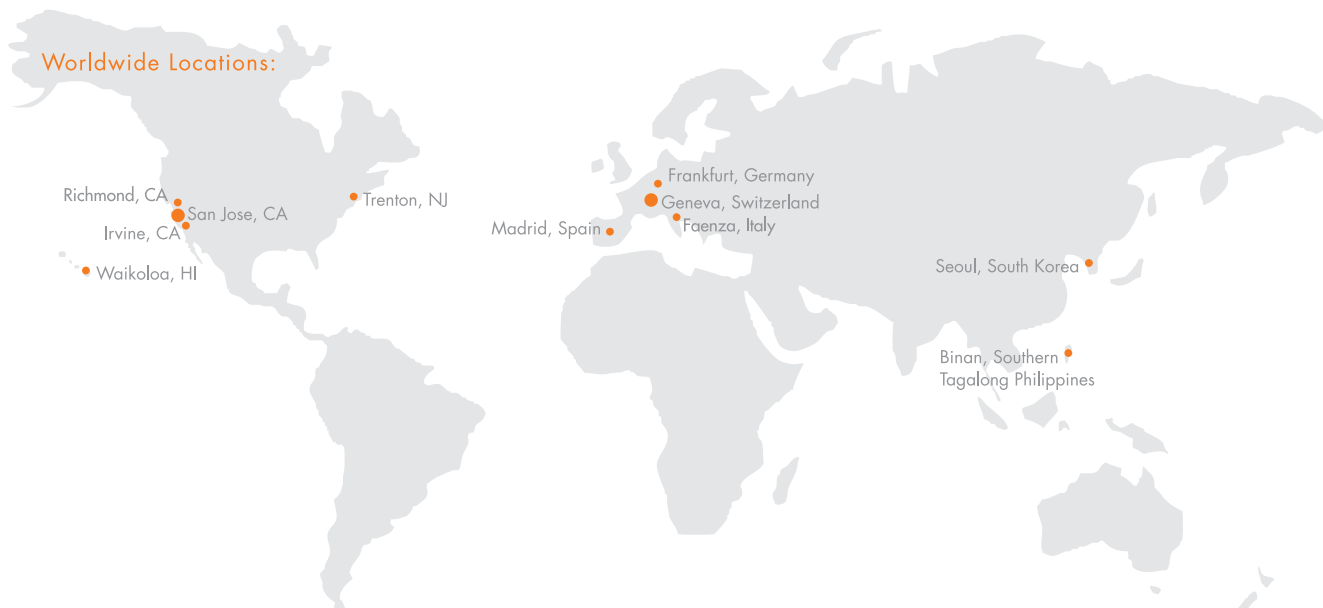 Worldwide Locations:
Richmond, CA
San Jose, CA
Irvine, CA
Waikoloa, HI
Trenton, NJ
Frankfurt, Germany
Geneva, Switzerland
Faenza, Italy
Madrid, Spain
Seoul, South Korea
Binan, Southern
Tagalong Philippines